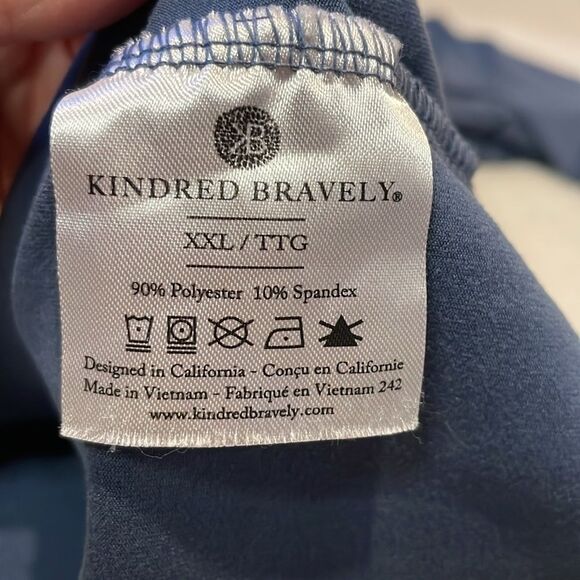 KB
KINDRED BRAVELY®
XXL / TTG
90% Polyester 10% Spandex
Designed in California - Conçu en Californie
Made in Vietnam - Fabriqué en Vietnam 242
www.kindredbravely.com